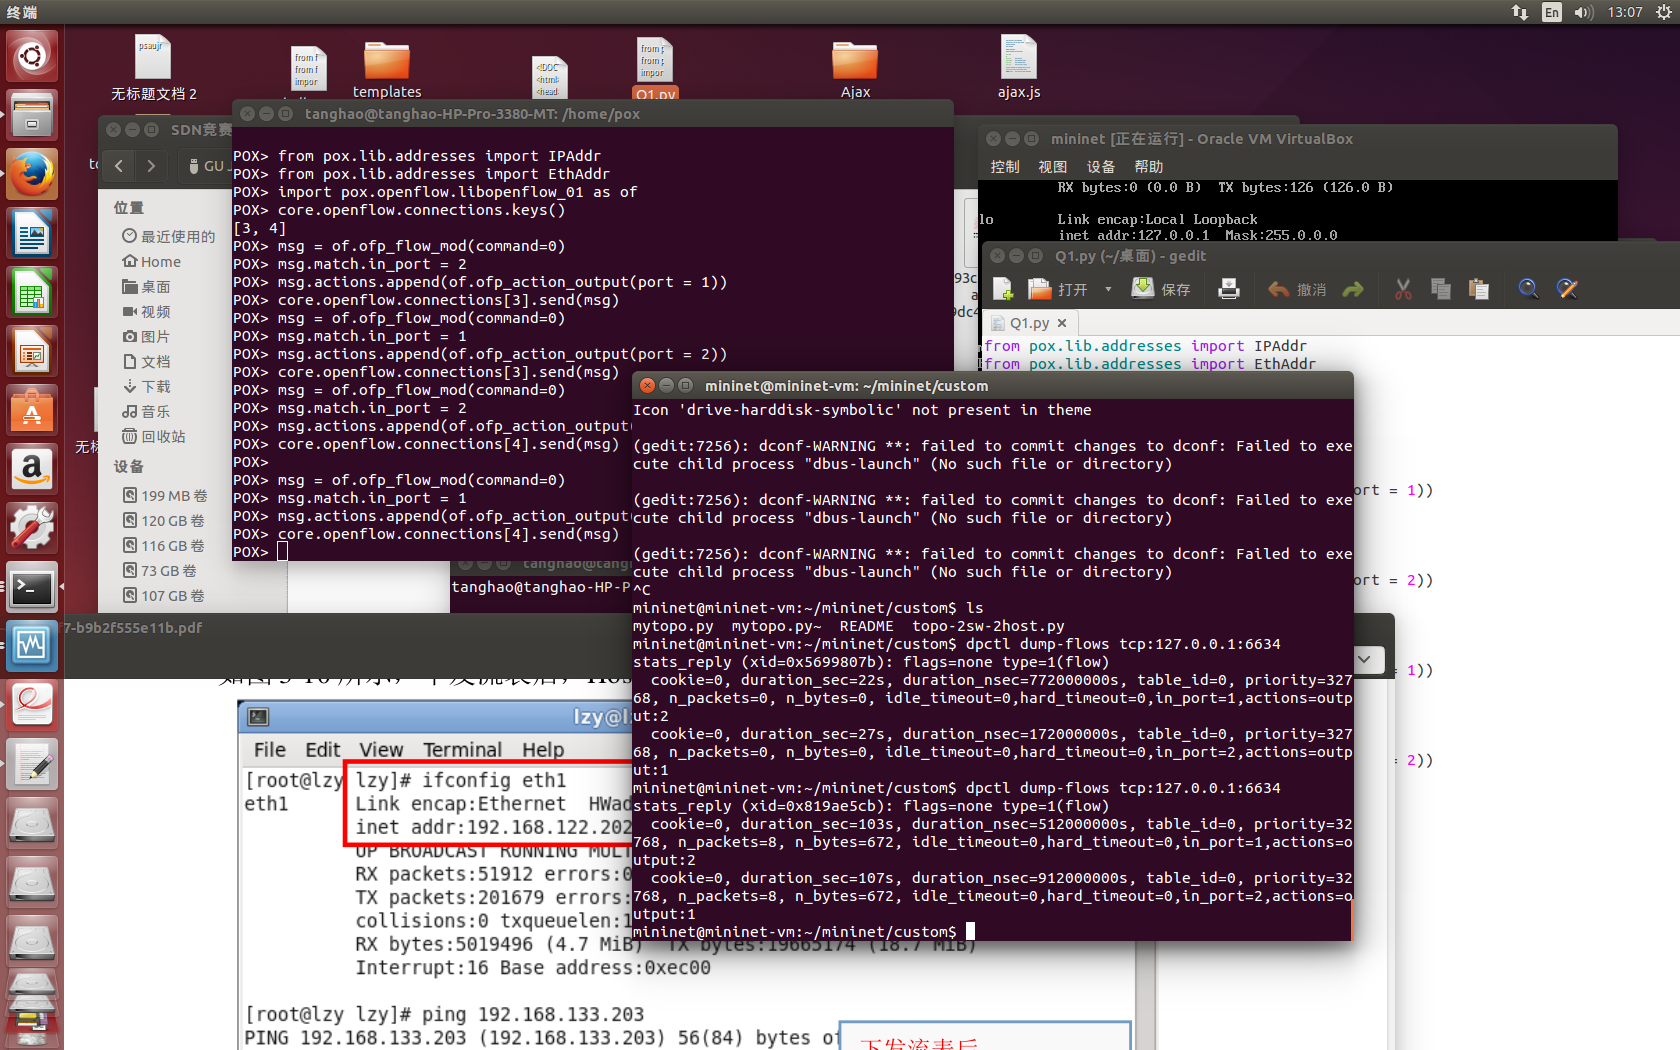 终端
En
13:07
psaujr
无标题文档 2
from f
from f
impor
templates
<!DOC
<html>
<head
from f
from f
impor
Q1.py
Ajax
ajax.js
SDN竞赛
GU
位置
最近使用的
Home
桌面
视频
图片
文档
下载
音乐
回收站
设备
199 MB 卷
120 GB 卷
116 GB 卷
73 GB 卷
107 GB 卷
tanghao@tanghao-HP-Pro-3380-MT: /home/pox
POX> from pox.lib.addresses import IPAddr
POX> from pox.lib.addresses import EthAddr
POX> import pox.openflow.libopenflow_01 as of
POX> core.openflow.connections.keys()
[3, 4]
POX> msg = of.ofp_flow_mod(command=0)
POX> msg.match.in_port = 2
POX> msg.actions.append(of.ofp_action_output(port = 1))
POX> core.openflow.connections[3].send(msg)
POX> msg = of.ofp_flow_mod(command=0)
POX> msg.match.in_port = 1
POX> msg.actions.append(of.ofp_action_output(port = 2))
POX> core.openflow.connections[3].send(msg)
POX> msg = of.ofp_flow_mod(command=0)
POX> msg.match.in_port = 2
POX> msg.actions.append(of.ofp_action_output(
POX> core.openflow.connections[4].send(msg)
POX>
POX> msg = of.ofp_flow_mod(command=0)
POX> msg.match.in_port = 1
POX> msg.actions.append(of.ofp_action_output(
POX> core.openflow.connections[4].send(msg)
POX>
tanghao@tang
tanghao@tanghao-HP-P
mininet [正在运行] - Oracle VM VirtualBox
控制 视图 设备 帮助
RX bytes:0 (0.0 B)  TX bytes:126 (126.0 B)
lo Link encap:Local Loopback
inet addr:127.0.0.1  Mask:255.0.0.0
Q1.py (~/桌面) - gedit
打开 保存 撤消
Q1.py
from pox.lib.addresses import IPAddr
from pox.lib.addresses import EthAddr
ort = 1))
ort = 2))
= 1))
= 2))
mininet@mininet-vm: ~/mininet/custom
Icon 'drive-harddisk-symbolic' not present in theme
(gedit:7256): dconf-WARNING **: failed to commit changes to dconf: Failed to exe
cute child process "dbus-launch" (No such file or directory)
(gedit:7256): dconf-WARNING **: failed to commit changes to dconf: Failed to exe
cute child process "dbus-launch" (No such file or directory)
(gedit:7256): dconf-WARNING **: failed to commit changes to dconf: Failed to exe
cute child process "dbus-launch" (No such file or directory)
^C
mininet@mininet-vm:~/mininet/custom$ ls
mytopo.py  mytopo.py~  README  topo-2sw-2host.py
mininet@mininet-vm:~/mininet/custom$ dpctl dump-flows tcp:127.0.0.1:6634
stats_reply (xid=0x5699807b): flags=none type=1(flow)
cookie=0, duration_sec=22s, duration_nsec=772000000s, table_id=0, priority=327
68, n_packets=0, n_bytes=0, idle_timeout=0,hard_timeout=0,in_port=1,actions=outp
ut:2
cookie=0, duration_sec=27s, duration_nsec=172000000s, table_id=0, priority=327
68, n_packets=0, n_bytes=0, idle_timeout=0,hard_timeout=0,in_port=2,actions=outp
ut:1
mininet@mininet-vm:~/mininet/custom$ dpctl dump-flows tcp:127.0.0.1:6634
stats_reply (xid=0x819ae5cb): flags=none type=1(flow)
cookie=0, duration_sec=103s, duration_nsec=512000000s, table_id=0, priority=32
768, n_packets=8, n_bytes=672, idle_timeout=0,hard_timeout=0,in_port=1,actions=o
utput:2
cookie=0, duration_sec=107s, duration_nsec=912000000s, table_id=0, priority=32
768, n_packets=8, n_bytes=672, idle_timeout=0,hard_timeout=0,in_port=2,actions=o
utput:1
mininet@mininet-vm:~/mininet/custom$
f7-b9b2f555e11b.pdf
lzy@l
File Edit View Terminal Help
[root@lzy lzy]# ifconfig eth1
eth1 Link encap:Ethernet  HWad
inet addr:192.168.122.202
UP BROADCAST RUNNING MULT
RX packets:51912 errors:0
TX packets:201679 errors:
collisions:0 txqueuelen:1
RX bytes:5019496 (4.7 MiB)  TX bytes:19665174 (18.7 MiB)
Interrupt:16 Base address:0xec00
[root@lzy lzy]# ping 192.168.133.203
PING 192.168.133.203 (192.168.133.203) 56(84) bytes of
下发流表后